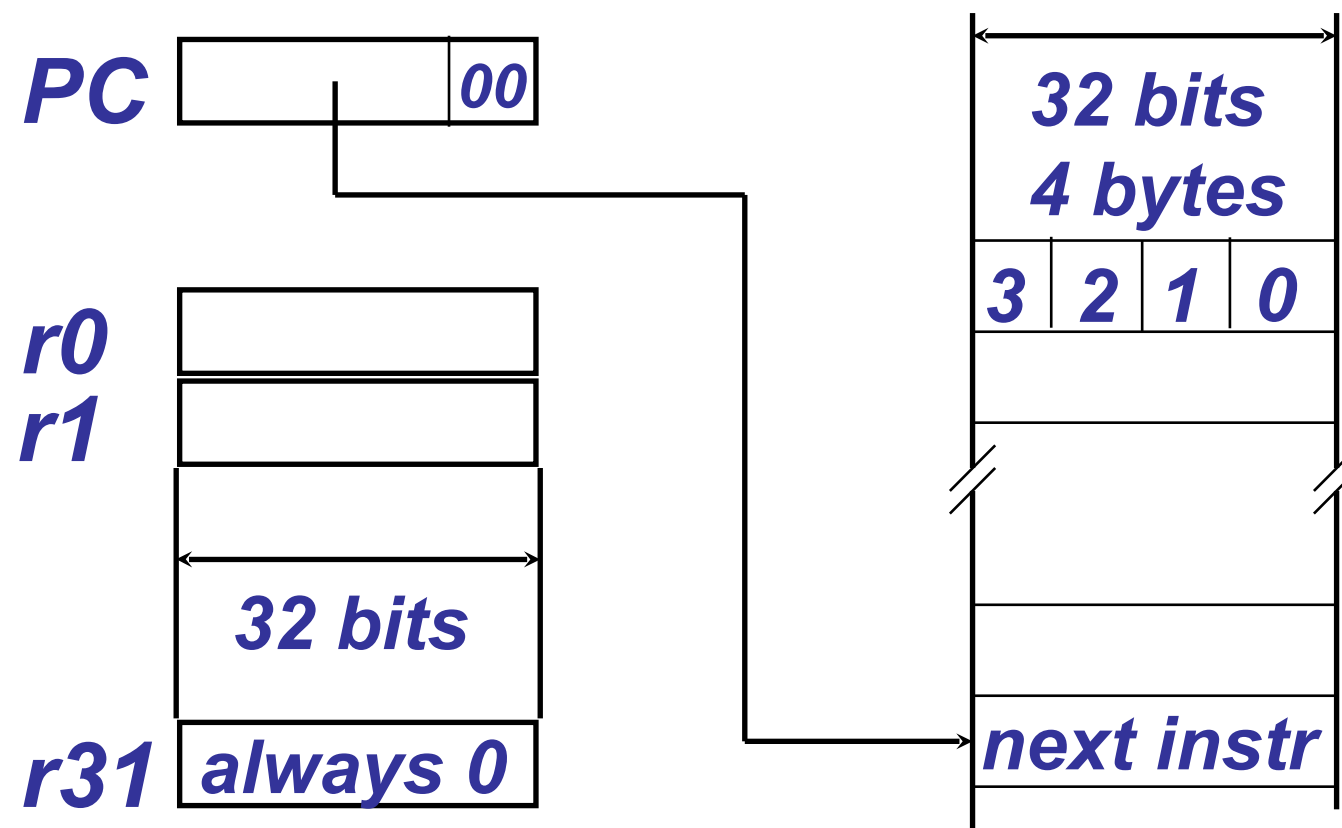 PC 00
r0
r1
32 bits
r31 always 0
32 bits
4 bytes
3 2 1 0
next instr